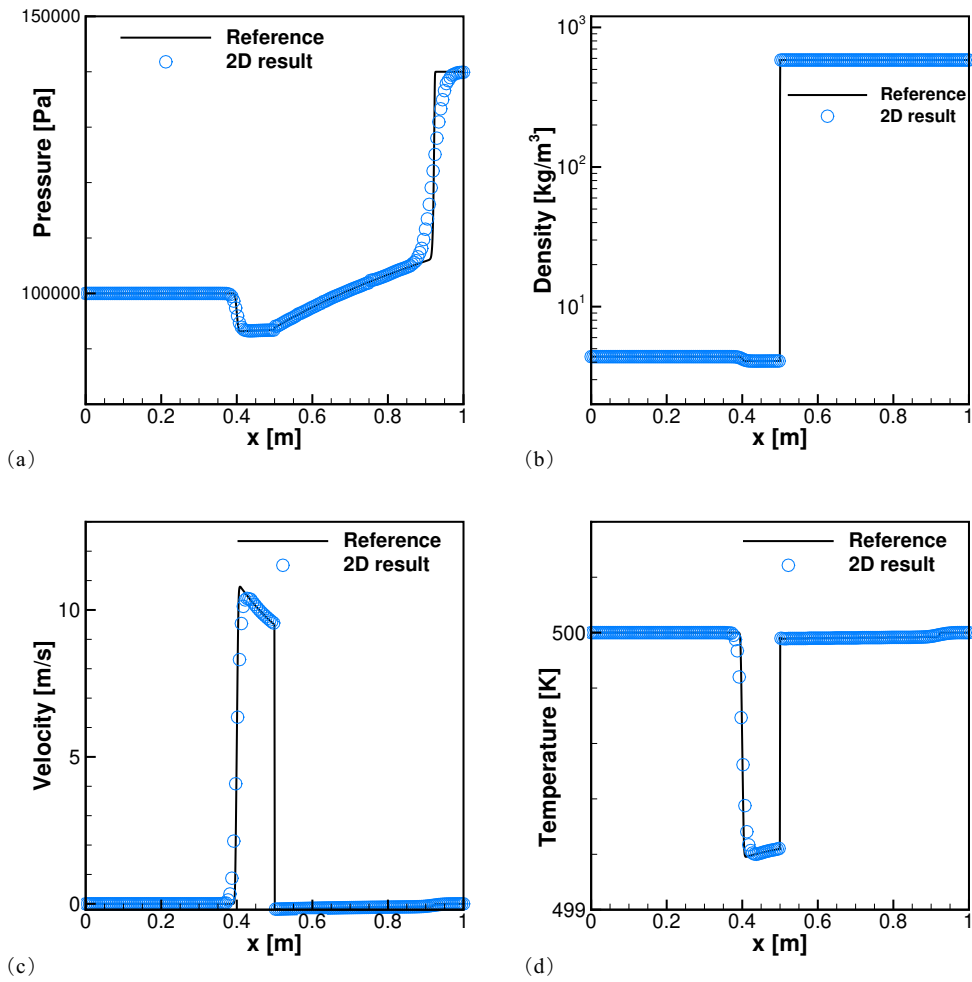 150000
100000
Pressure [Pa]
Reference
2D result
0 0.2 0.4 0.6 0.8 1
x [m]
(a)
10³
10²
10¹
Density [kg/m³]
Reference
2D result
0 0.2 0.4 0.6 0.8 1
x [m]
(b)
10
5
0
Velocity [m/s]
Reference
2D result
0 0.2 0.4 0.6 0.8 1
x [m]
(c)
500
499
Temperature [K]
Reference
2D result
0 0.2 0.4 0.6 0.8 1
x [m]
(d)